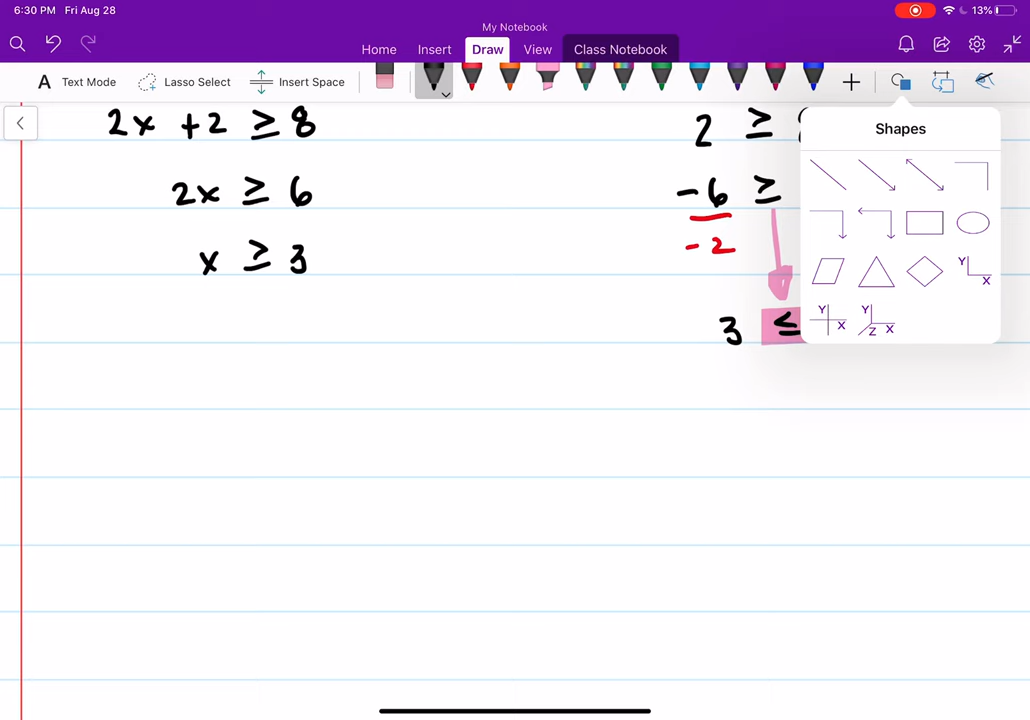 6:30 PM Fri Aug 28
13%
My Notebook
Home Insert Draw View Class Notebook
A Text Mode Lasso Select Insert Space
Shapes
Y X
Y X
Y Z X
2x + 2 ≥ 8
2x ≥ 6
x ≥ 3
2 ≥
-6 ≥
-2
3 ≤